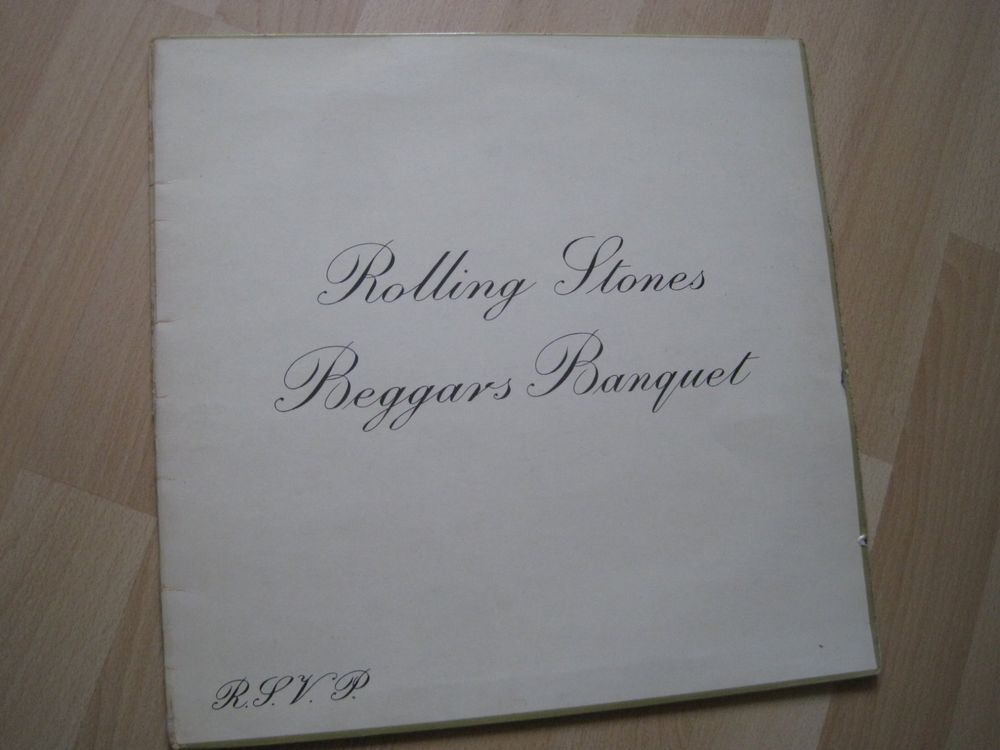 Rolling Stones
Beggars Banquet
R.S.V.P.